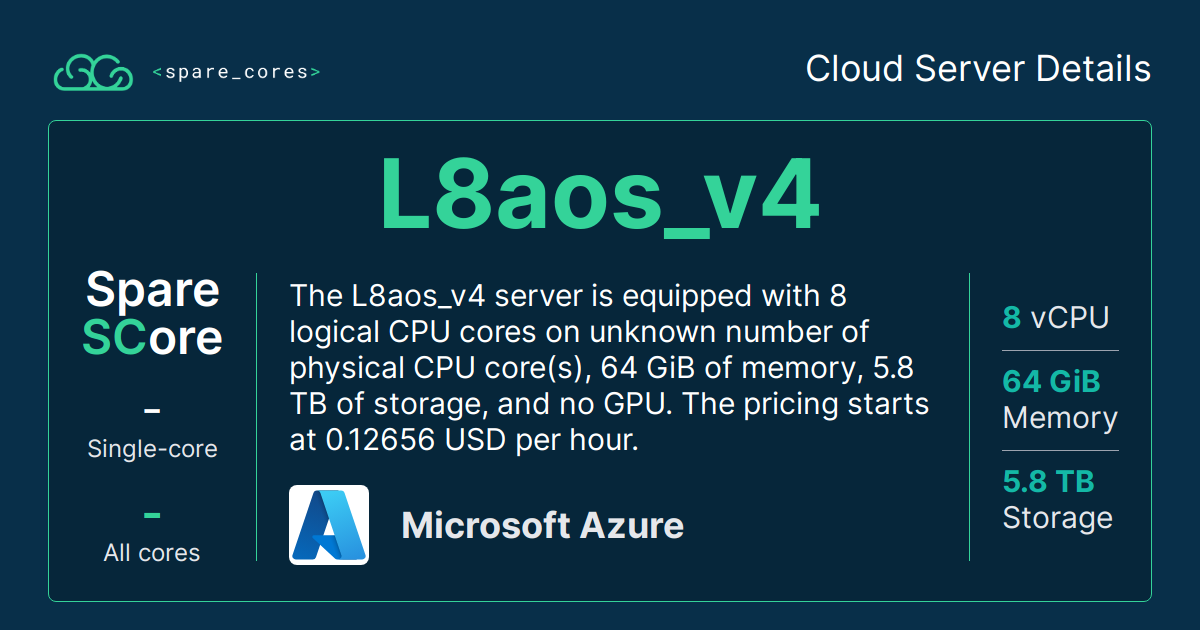 <spare_cores>
Cloud Server Details
L8aos_v4
Spare
SCore
–
Single-core
–
All cores
The L8aos_v4 server is equipped with 8
logical CPU cores on unknown number of
physical CPU core(s), 64 GiB of memory, 5.8
TB of storage, and no GPU. The pricing starts
at 0.12656 USD per hour.
Microsoft Azure
8 vCPU
64 GiB
Memory
5.8 TB
Storage